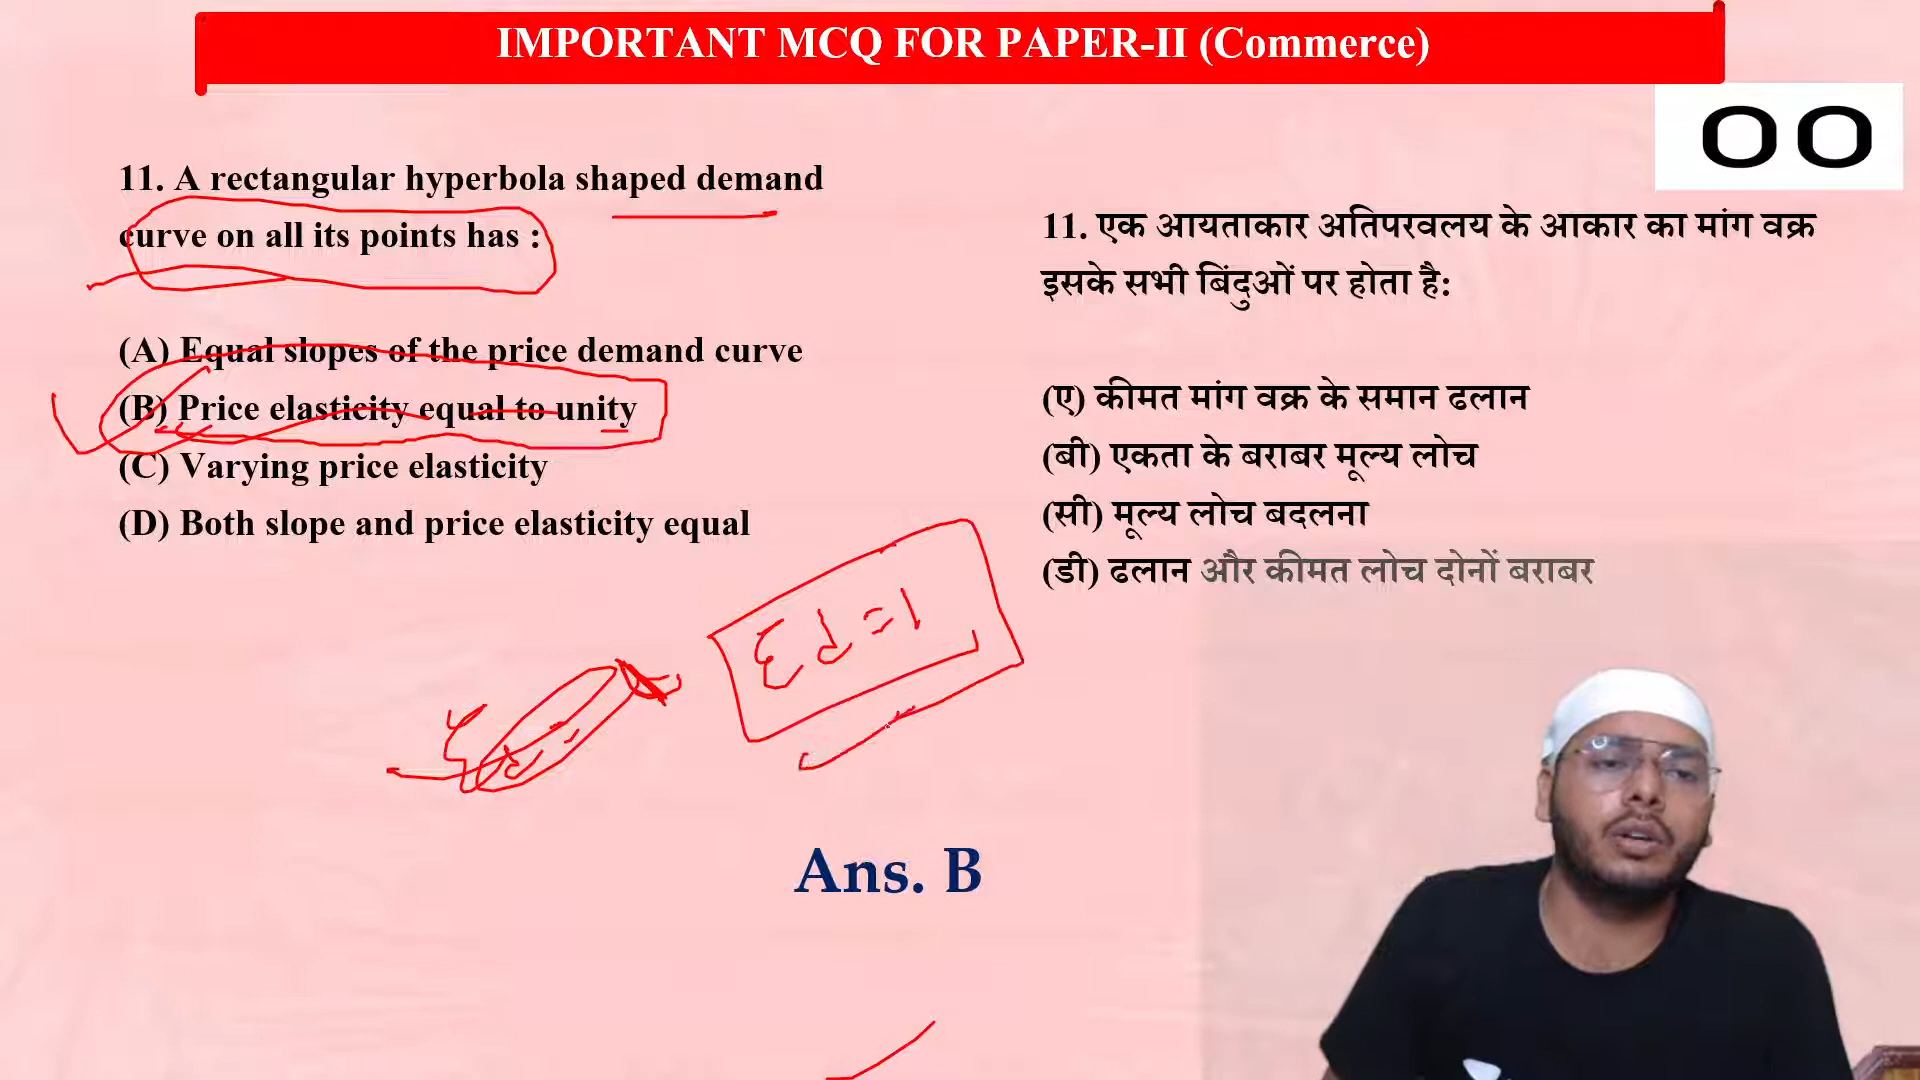 IMPORTANT MCQ FOR PAPER-II (Commerce)
00
11. A rectangular hyperbola shaped demand
curve on all its points has :
(A) Equal slopes of the price demand curve
(B) Price elasticity equal to unity
(C) Varying price elasticity
(D) Both slope and price elasticity equal
11. एक आयताकार अतिपरवलय के आकार का मांग वक्र
इसके सभी बिंदुओं पर होता है:
(ए) कीमत मांग वक्र के समान ढलान
(बी) एकता के बराबर मूल्य लोच
(सी) मूल्य लोच बदलना
(डी) ढलान और कीमत लोच दोनों बराबर
Ed = 1
Ans. B